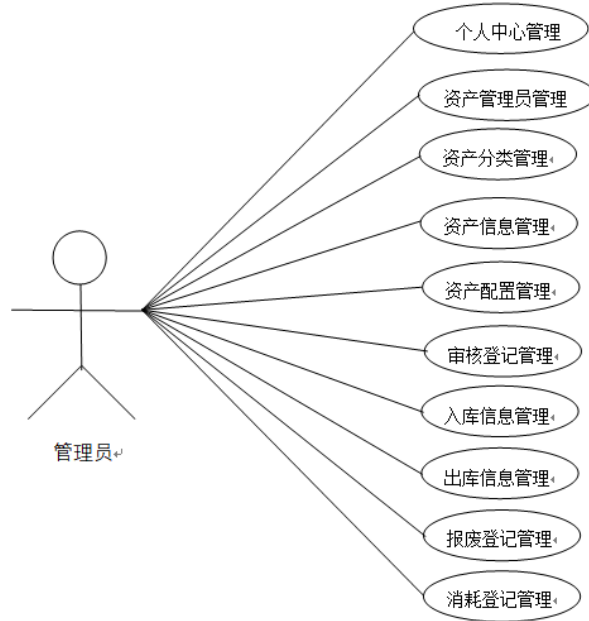 个人中心管理
资产管理员管理
资产分类管理
资产信息管理
资产配置管理
审核登记管理
入库信息管理
管理员
出库信息管理
报废登记管理
消耗登记管理